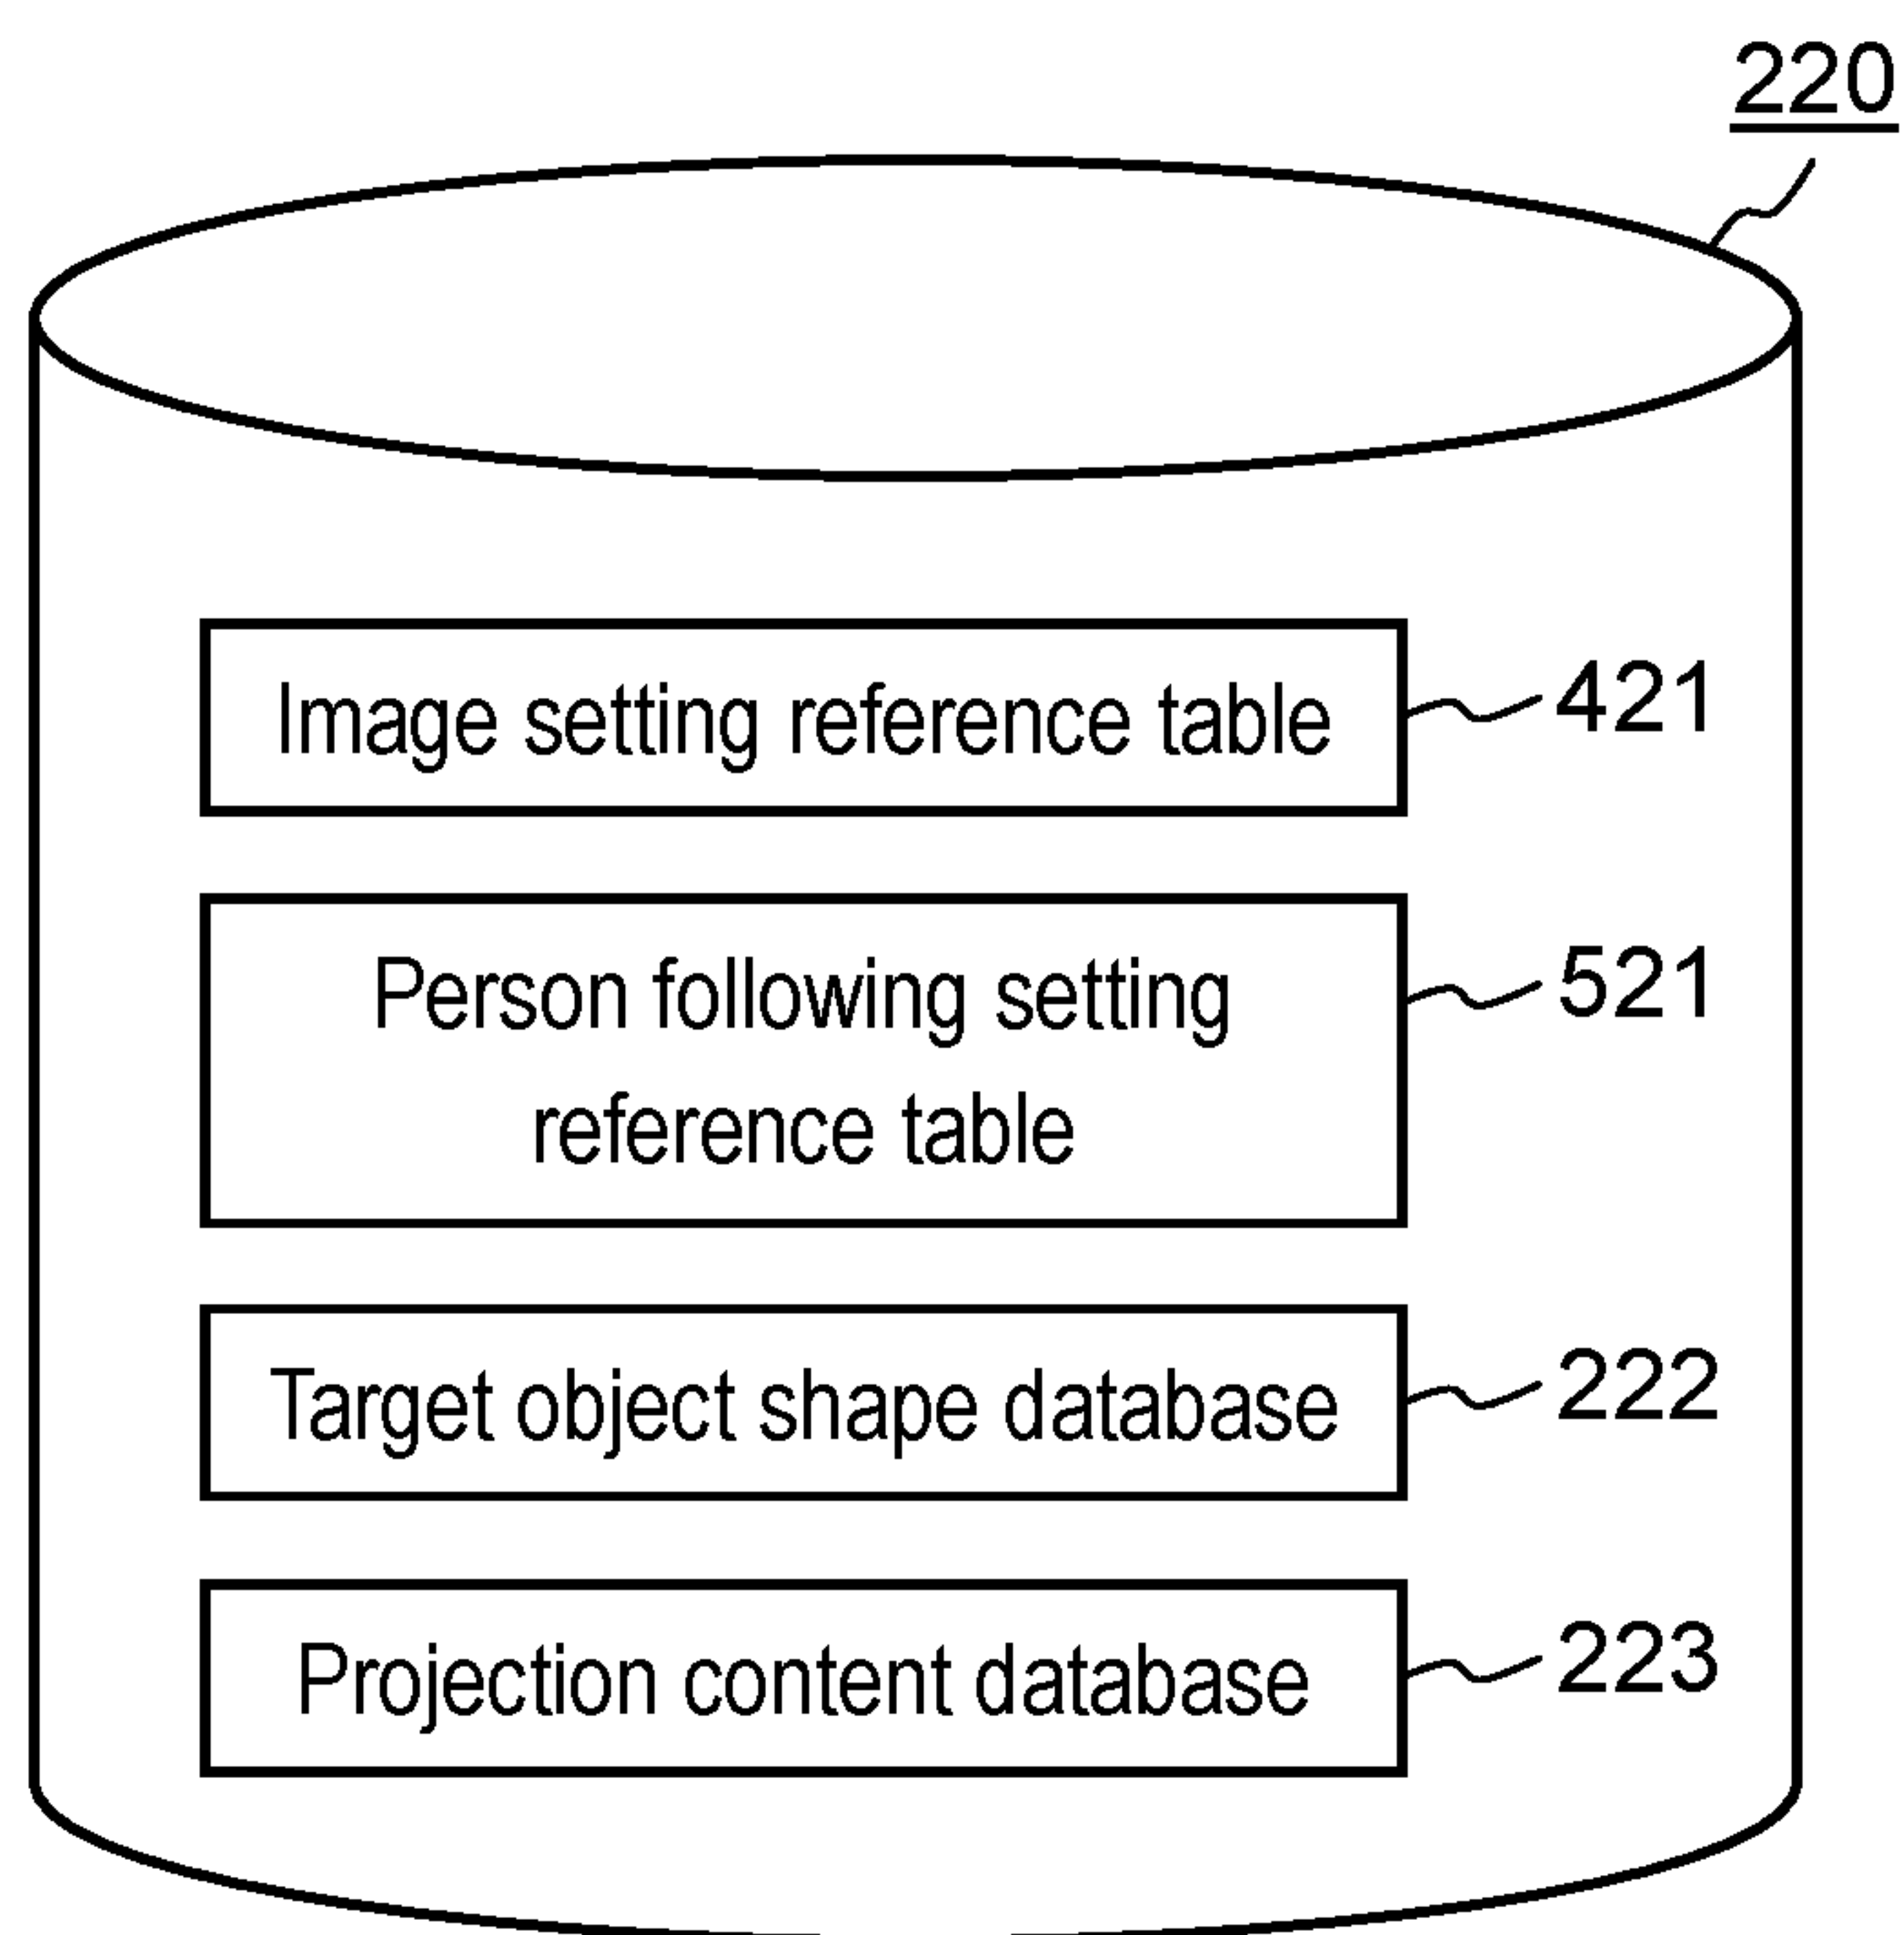 220
Image setting reference table 421
Person following setting 521
reference table
Target object shape database 222
Projection content database 223